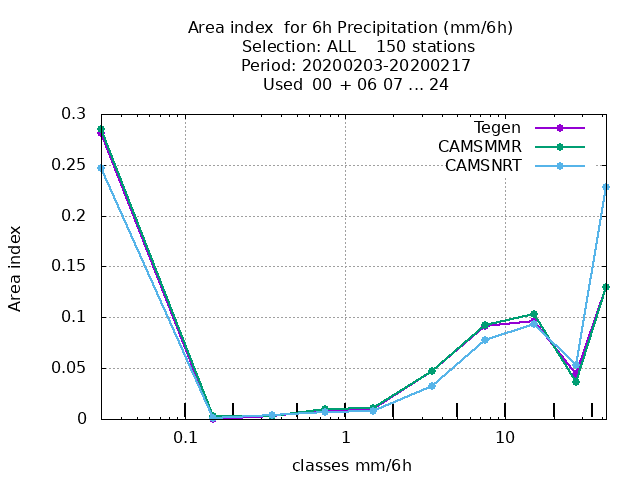 Area index  for 6h Precipitation (mm/6h)
Selection: ALL    150 stations
Period: 20200203-20200217
Used  00 + 06 07 ... 24
0.3
0.25
0.2
0.15
0.1
0.05
0
Area index
Tegen
CAMSMMR
CAMSNRT
0.1
1
10
classes mm/6h